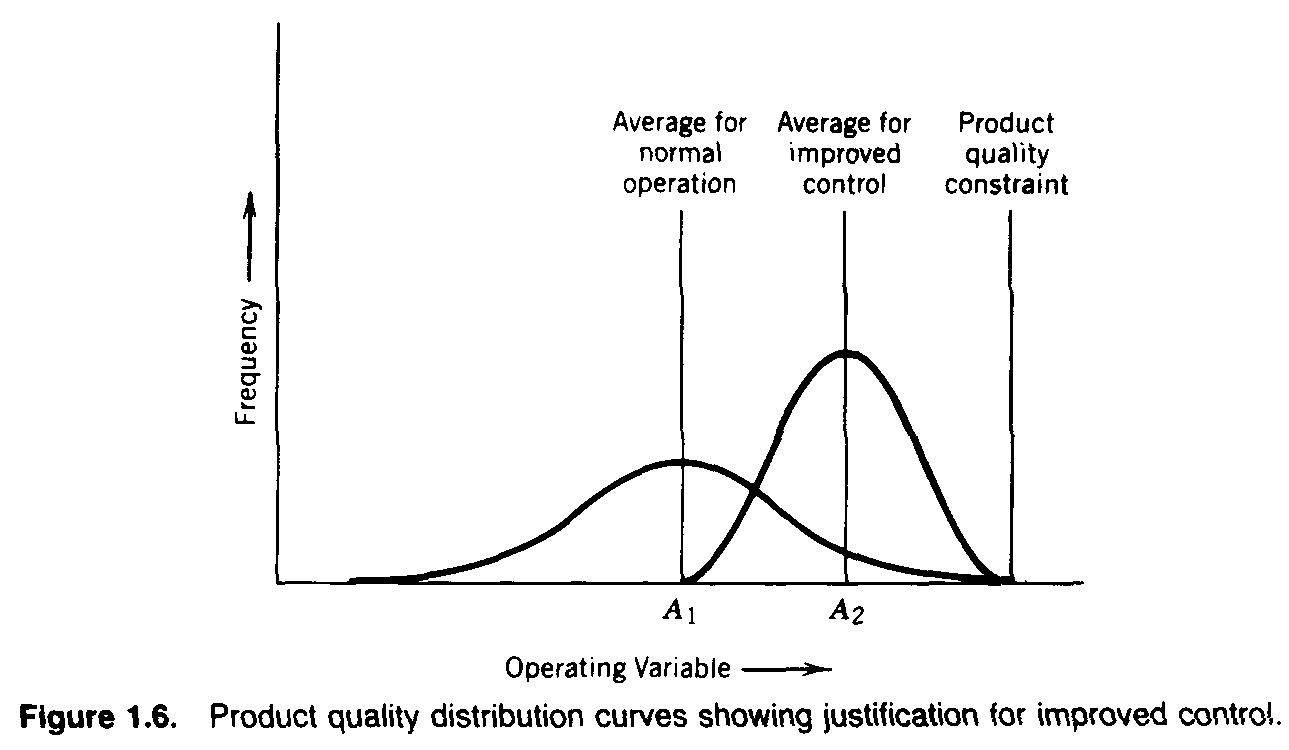 Average for
normal
operation
Average for
improved
control
Product
quality
constraint
Frequency
A1
A2
Operating Variable
Figure 1.6. Product quality distribution curves showing justification for improved control.